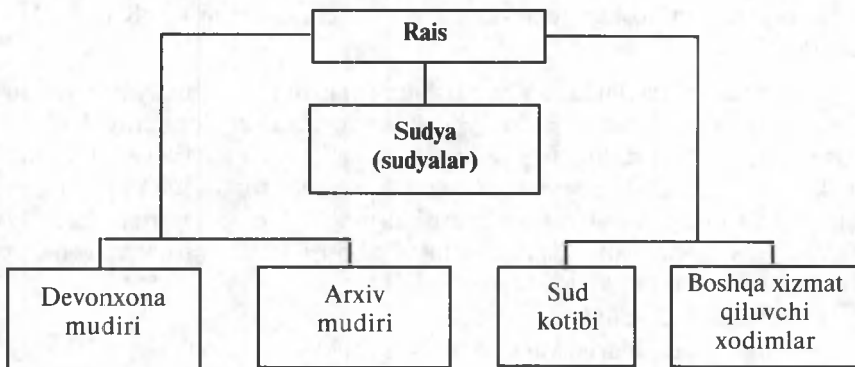 Rais
Sudya
(sudyalar)
Devonxona
mudiri
Arxiv
mudiri
Sud
kotibi
Boshqa xizmat
qiluvchi
xodimlar